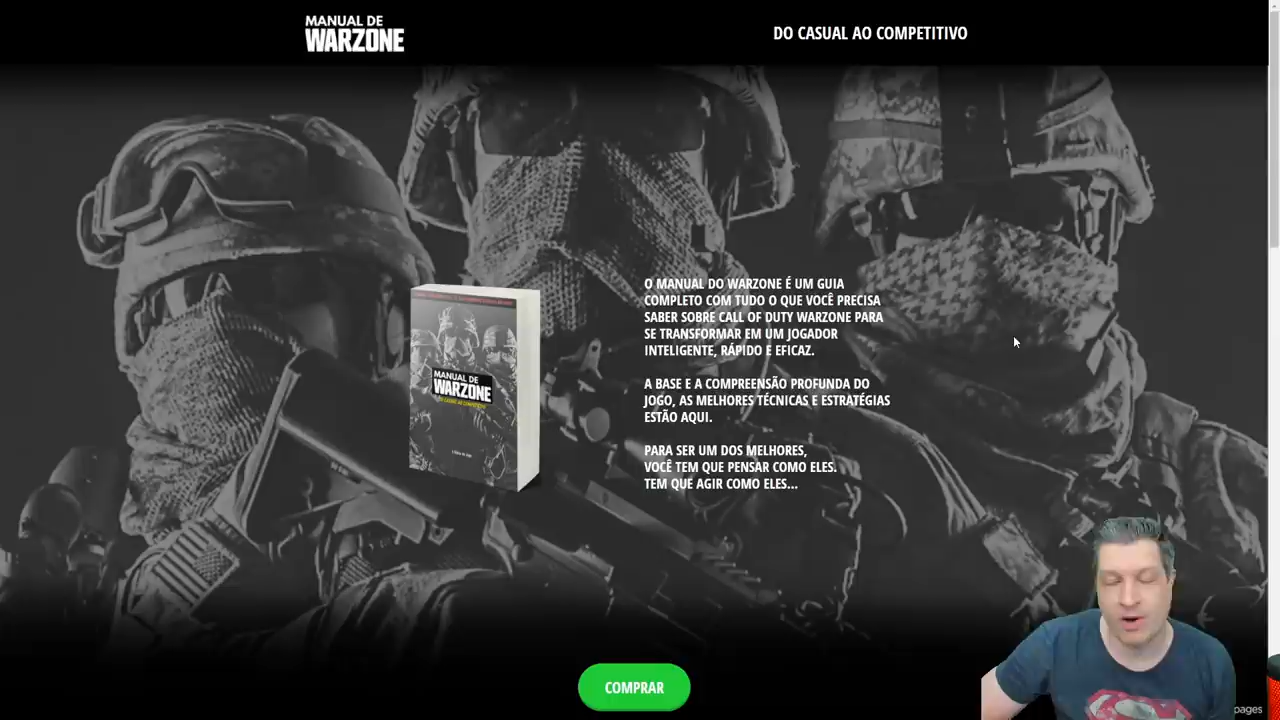 MANUAL DE
WARZONE
DO CASUAL AO COMPETITIVO
O MANUAL DO WARZONE É UM GUIA
COMPLETO COM TUDO O QUE VOCÊ PRECISA
SABER SOBRE CALL OF DUTY WARZONE PARA
SE TRANSFORMAR EM UM JOGADOR
INTELIGENTE, RÁPIDO E EFICAZ.
A BASE E A COMPREENSÃO PROFUNDA DO
JOGO, AS MELHORES TÉCNICAS E ESTRATÉGIAS
ESTÃO AQUI.
PARA SER UM DOS MELHORES,
VOCÊ TEM QUE PENSAR COMO ELES.
TEM QUE AGIR COMO ELES...
MANUAL DE
WARZONE
COMPRAR
pages